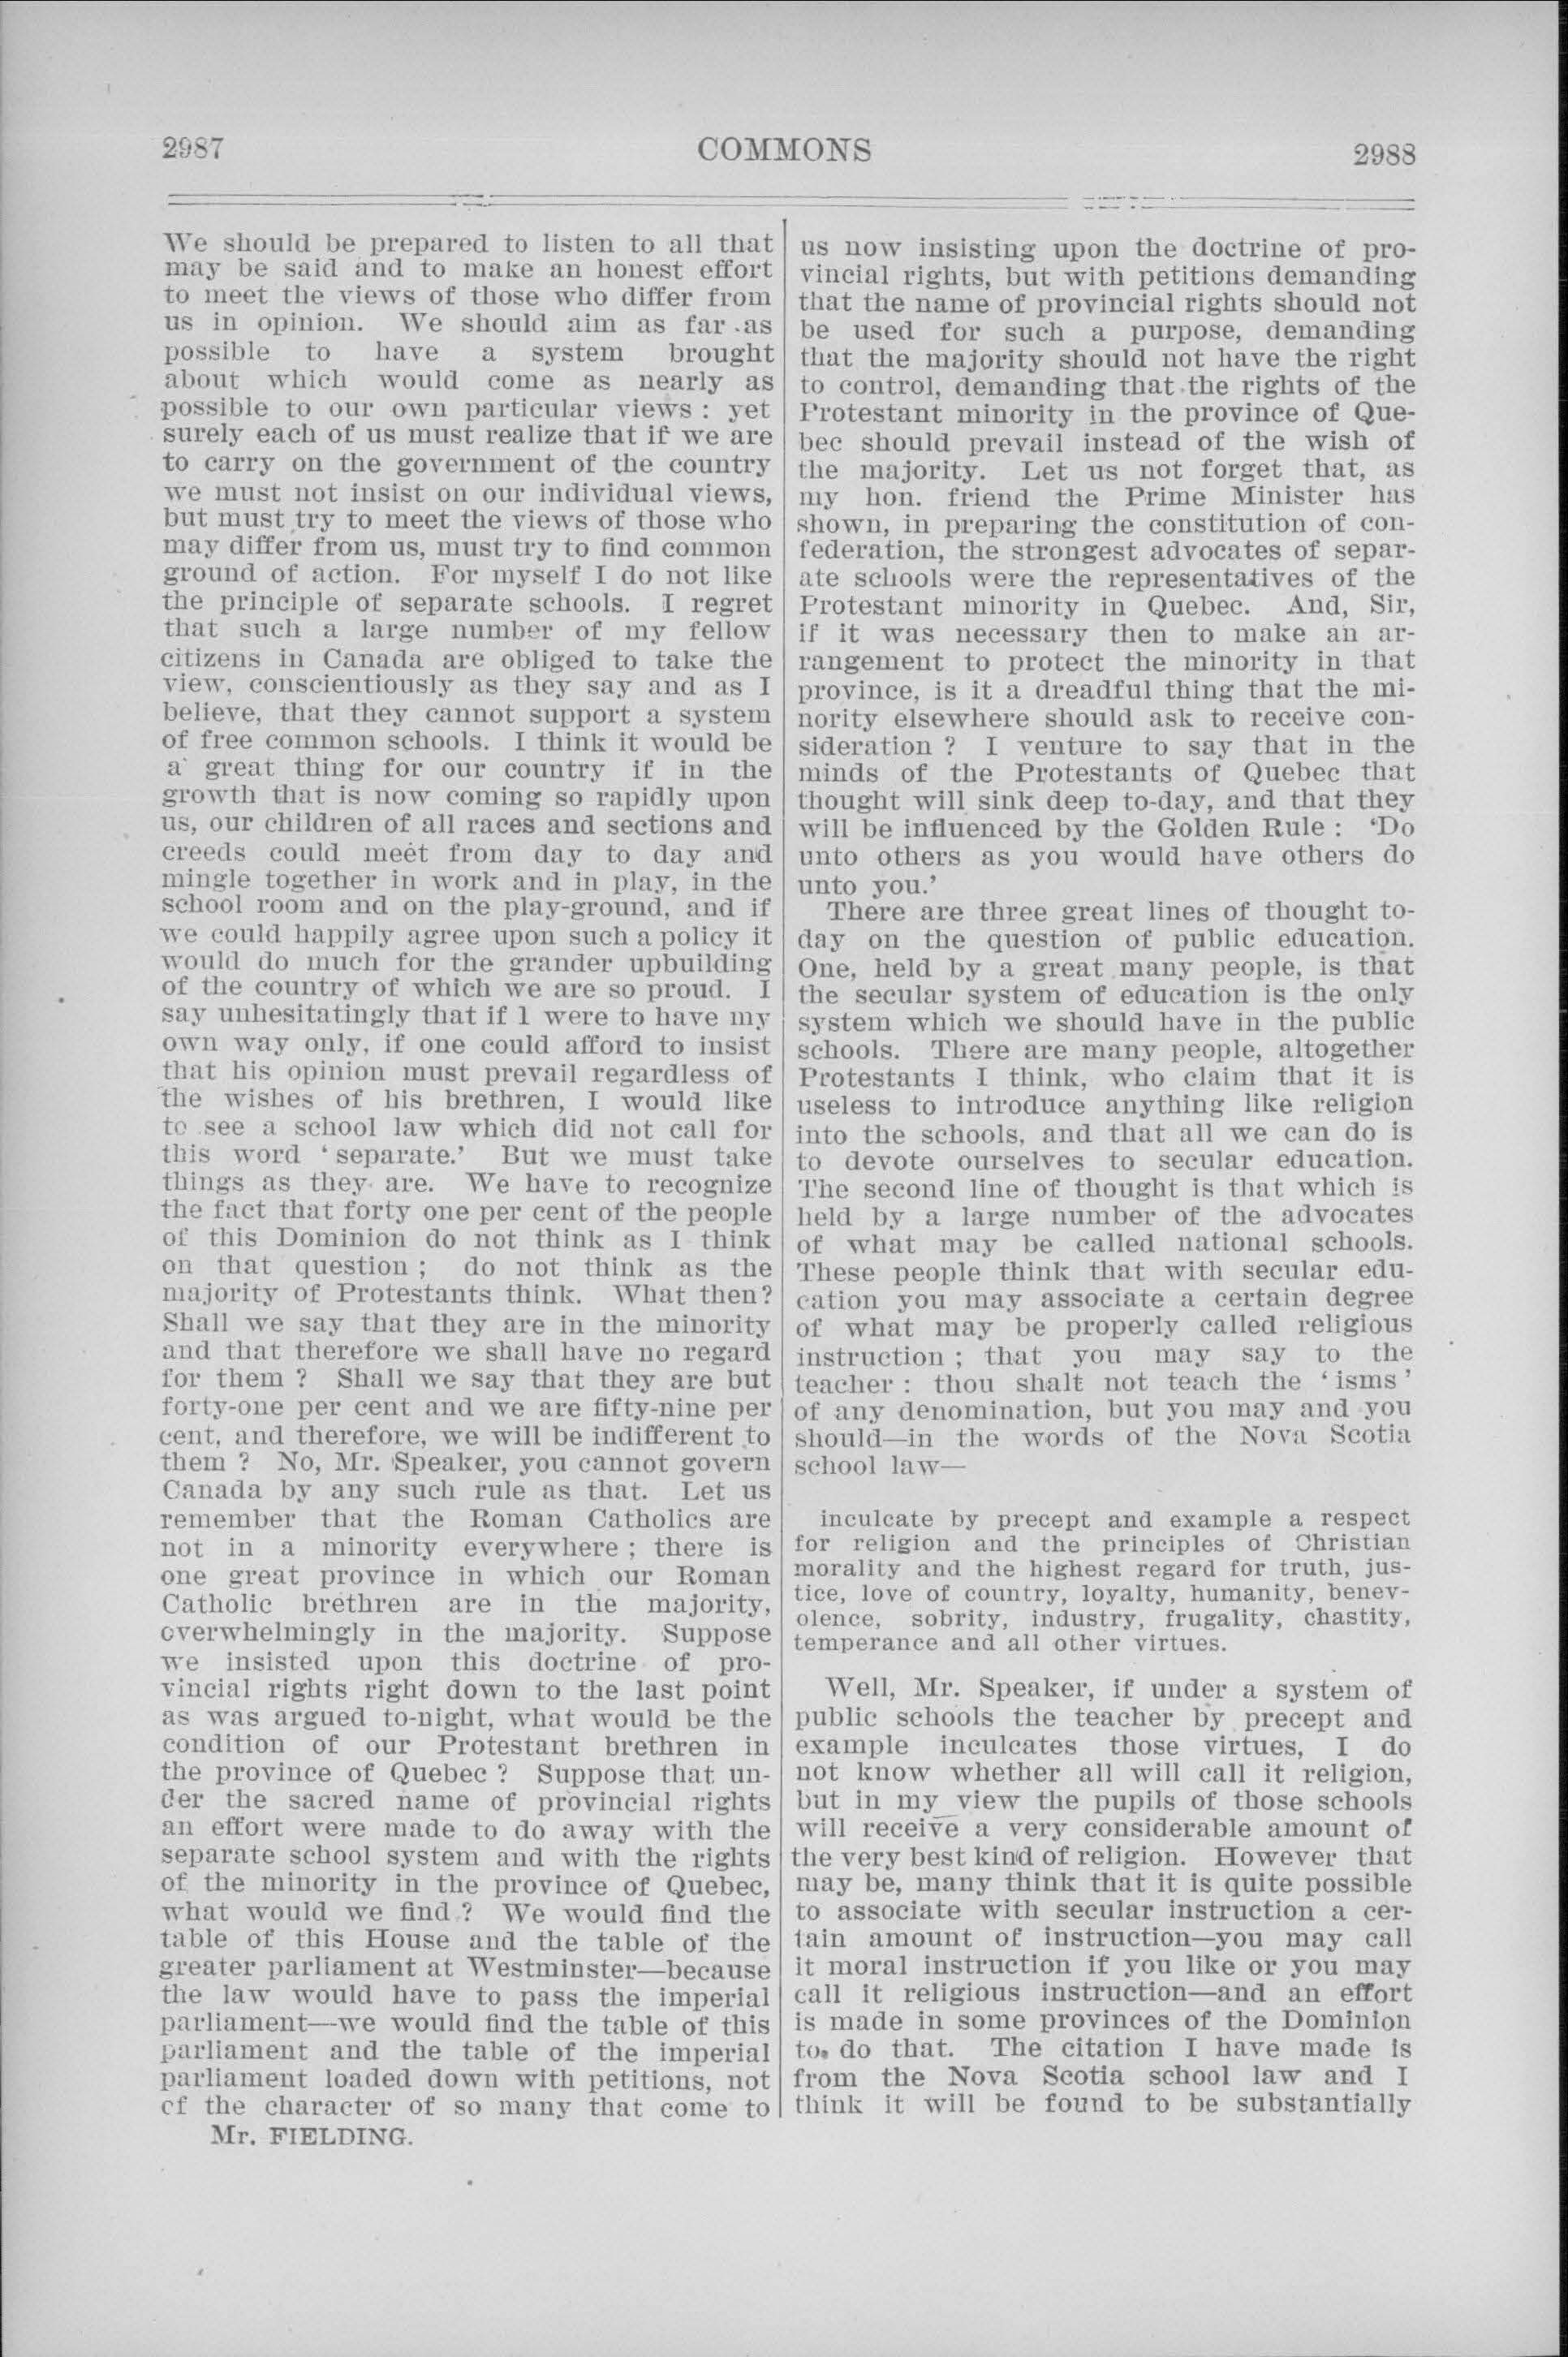 2987
COMMONS
2988
We should be prepared to listen to all that
may be said and to make an honest effort
to meet the views of those who differ from
us in opinion. We should aim as far as
possible to have a system brought
about which would come as nearly as
possible to our own particular views : yet
surely each of us must realize that if we are
to carry on the government of the country
we must not insist on our individual views,
but must try to meet the views of those who
may differ from us, must try to find common
ground of action. For myself I do not like
the principle of separate schools. I regret
that such a large number of my fellow
citizens in Canada are obliged to take the
view, conscientiously as they say and as I
believe, that they cannot support a system
of free common schools. I think it would be
a great thing for our country if in the
growth that is now coming so rapidly upon
us, our children of all races and sections and
creeds could meet from day to day and
mingle together in work and in play, in the
school room and on the play-ground, and if
we could happily agree upon such a policy it
would do much for the grander upbuilding
of the country of which we are so proud. I
say unhesitatingly that if I were to have my
own way only, if one could afford to insist
that his opinion must prevail regardless of
the wishes of his brethren, I would like
to see a school law which did not call for
this word ‘ separate.’ But we must take
things as they are. We have to recognize
the fact that forty one per cent of the people
of this Dominion do not think as I think
on that question ; do not think as the
majority of Protestants think. What then?
Shall we say that they are in the minority
and that therefore we shall have no regard
for them ? Shall we say that they are but
forty-one per cent and we are fifty-nine per
cent, and therefore, we will be indifferent to
them ? No, Mr. Speaker, you cannot govern
Canada by any such rule as that. Let us
remember that the Roman Catholics are
not in a minority everywhere ; there is
one great province in which our Roman
Catholic brethren are in the majority,
overwhelmingly in the majority. Suppose
we insisted upon this doctrine of pro-
vincial rights right down to the last point
as was argued to-night, what would be the
condition of our Protestant brethren in
the province of Quebec ? Suppose that un-
der the sacred name of provincial rights
an effort were made to do away with the
separate school system and with the rights
of the minority in the province of Quebec,
what would we find ? We would find the
table of this House and the table of the
greater parliament at Westminster—because
the law would have to pass the imperial
parliament—we would find the table of this
parliament and the table of the imperial
parliament loaded down with petitions, not
of the character of so many that come to
Mr. FIELDING.
us now insisting upon the doctrine of pro-
vincial rights, but with petitions demanding
that the name of provincial rights should not
be used for such a purpose, demanding
that the majority should not have the right
to control, demanding that the rights of the
Protestant minority in the province of Que-
bec should prevail instead of the wish of
the majority. Let us not forget that, as
my hon. friend the Prime Minister has
shown, in preparing the constitution of con-
federation, the strongest advocates of separ-
ate schools were the representatives of the
Protestant minority in Quebec. And, Sir,
if it was necessary then to make an ar-
rangement to protect the minority in that
province, is it a dreadful thing that the mi-
nority elsewhere should ask to receive con-
sideration ? I venture to say that in the
minds of the Protestants of Quebec that
thought will sink deep to-day, and that they
will be influenced by the Golden Rule : ‘Do
unto others as you would have others do
unto you.’
There are three great lines of thought to-
day on the question of public education.
One, held by a great many people, is that
the secular system of education is the only
system which we should have in the public
schools. There are many people, altogether
Protestants I think, who claim that it is
useless to introduce anything like religion
into the schools, and that all we can do is
to devote ourselves to secular education.
The second line of thought is that which is
held by a large number of the advocates
of what may be called national schools.
These people think that with secular edu-
cation you may associate a certain degree
of what may be properly called religious
instruction ; that you may say to the
teacher : thou shalt not teach the ‘ isms ’
of any denomination, but you may and you
should—in the words of the Nova Scotia
school law—
inculcate by precept and example a respect
for religion and the principles of Christian
morality and the highest regard for truth, jus-
tice, love of country, loyalty, humanity, benev-
olence, sobrity, industry, frugality, chastity,
temperance and all other virtues.
Well, Mr. Speaker, if under a system of
public schools the teacher by precept and
example inculcates those virtues, I do
not know whether all will call it religion,
but in my view the pupils of those schools
will receive a very considerable amount of
the very best kind of religion. However that
may be, many think that it is quite possible
to associate with secular instruction a cer-
tain amount of instruction—you may call
it moral instruction if you like or you may
call it religious instruction—and an effort
is made in some provinces of the Dominion
to do that. The citation I have made is
from the Nova Scotia school law and I
think it will be found to be substantially